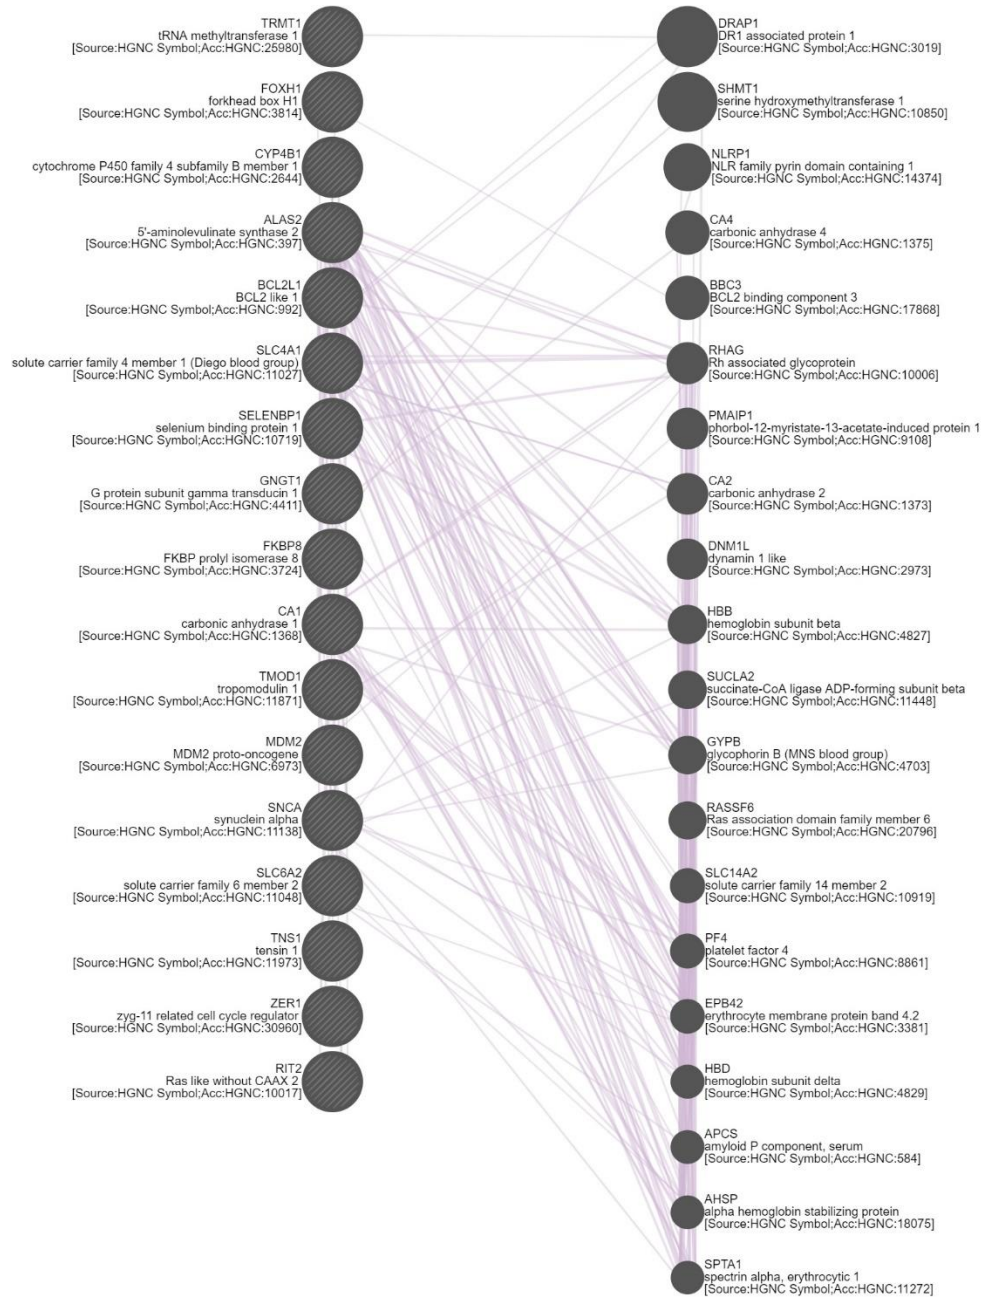 TRMT1
tRNA methyltransferase 1
[Source:HGNC Symbol;Acc:HGNC:25980]
FOXH1
forkhead box H1
[Source:HGNC Symbol;Acc:HGNC:3814]
CYP4B1
cytochrome P450 family 4 subfamily B member 1
[Source:HGNC Symbol;Acc:HGNC:2644]
ALAS2
5'-aminolevulinate synthase 2
[Source:HGNC Symbol;Acc:HGNC:397]
BCL2L1
BCL2 like 1
[Source:HGNC Symbol;Acc:HGNC:992]
SLC4A1
solute carrier family 4 member 1 (Diego blood group)
[Source:HGNC Symbol;Acc:HGNC:11027]
SELENBP1
selenium binding protein 1
[Source:HGNC Symbol;Acc:HGNC:10719]
GNGT1
G protein subunit gamma transducin 1
[Source:HGNC Symbol;Acc:HGNC:4411]
FKBP8
FKBP prolyl isomerase 8
[Source:HGNC Symbol;Acc:HGNC:3724]
CA1
carbonic anhydrase 1
[Source:HGNC Symbol;Acc:HGNC:1368]
TMOD1
tropomodulin 1
[Source:HGNC Symbol;Acc:HGNC:11871]
MDM2
MDM2 proto-oncogene
[Source:HGNC Symbol;Acc:HGNC:6973]
SNCA
synuclein alpha
[Source:HGNC Symbol;Acc:HGNC:11138]
SLC6A2
solute carrier family 6 member 2
[Source:HGNC Symbol;Acc:HGNC:11048]
TNS1
tensin 1
[Source:HGNC Symbol;Acc:HGNC:11973]
ZER1
zyg-11 related cell cycle regulator
[Source:HGNC Symbol;Acc:HGNC:30960]
RIT2
Ras like without CAAX 2
[Source:HGNC Symbol;Acc:HGNC:10017]
DRAP1
DR1 associated protein 1
[Source:HGNC Symbol;Acc:HGNC:3019]
SHMT1
serine hydroxymethyltransferase 1
[Source:HGNC Symbol;Acc:HGNC:10850]
NLRP1
NLR family pyrin domain containing 1
[Source:HGNC Symbol;Acc:HGNC:14374]
CA4
carbonic anhydrase 4
[Source:HGNC Symbol;Acc:HGNC:1375]
BBC3
BCL2 binding component 3
[Source:HGNC Symbol;Acc:HGNC:17868]
RHAG
Rh associated glycoprotein
[Source:HGNC Symbol;Acc:HGNC:10006]
PMAIP1
phorbol-12-myristate-13-acetate-induced protein 1
[Source:HGNC Symbol;Acc:HGNC:9108]
CA2
carbonic anhydrase 2
[Source:HGNC Symbol;Acc:HGNC:1373]
DNM1L
dynamin 1 like
[Source:HGNC Symbol;Acc:HGNC:2973]
HBB
hemoglobin subunit beta
[Source:HGNC Symbol;Acc:HGNC:4827]
SUCLA2
succinate-CoA ligase ADP-forming subunit beta
[Source:HGNC Symbol;Acc:HGNC:11448]
GYPB
glycophorin B (MNS blood group)
[Source:HGNC Symbol;Acc:HGNC:4703]
RASSF6
Ras association domain family member 6
[Source:HGNC Symbol;Acc:HGNC:20796]
SLC14A2
solute carrier family 14 member 2
[Source:HGNC Symbol;Acc:HGNC:10919]
PF4
platelet factor 4
[Source:HGNC Symbol;Acc:HGNC:8861]
EPB42
erythrocyte membrane protein band 4.2
[Source:HGNC Symbol;Acc:HGNC:3381]
HBD
hemoglobin subunit delta
[Source:HGNC Symbol;Acc:HGNC:4829]
APCS
amyloid P component, serum
[Source:HGNC Symbol;Acc:HGNC:584]
AHSP
alpha hemoglobin stabilizing protein
[Source:HGNC Symbol;Acc:HGNC:18075]
SPTA1
spectrin alpha, erythrocytic 1
[Source:HGNC Symbol;Acc:HGNC:11272]